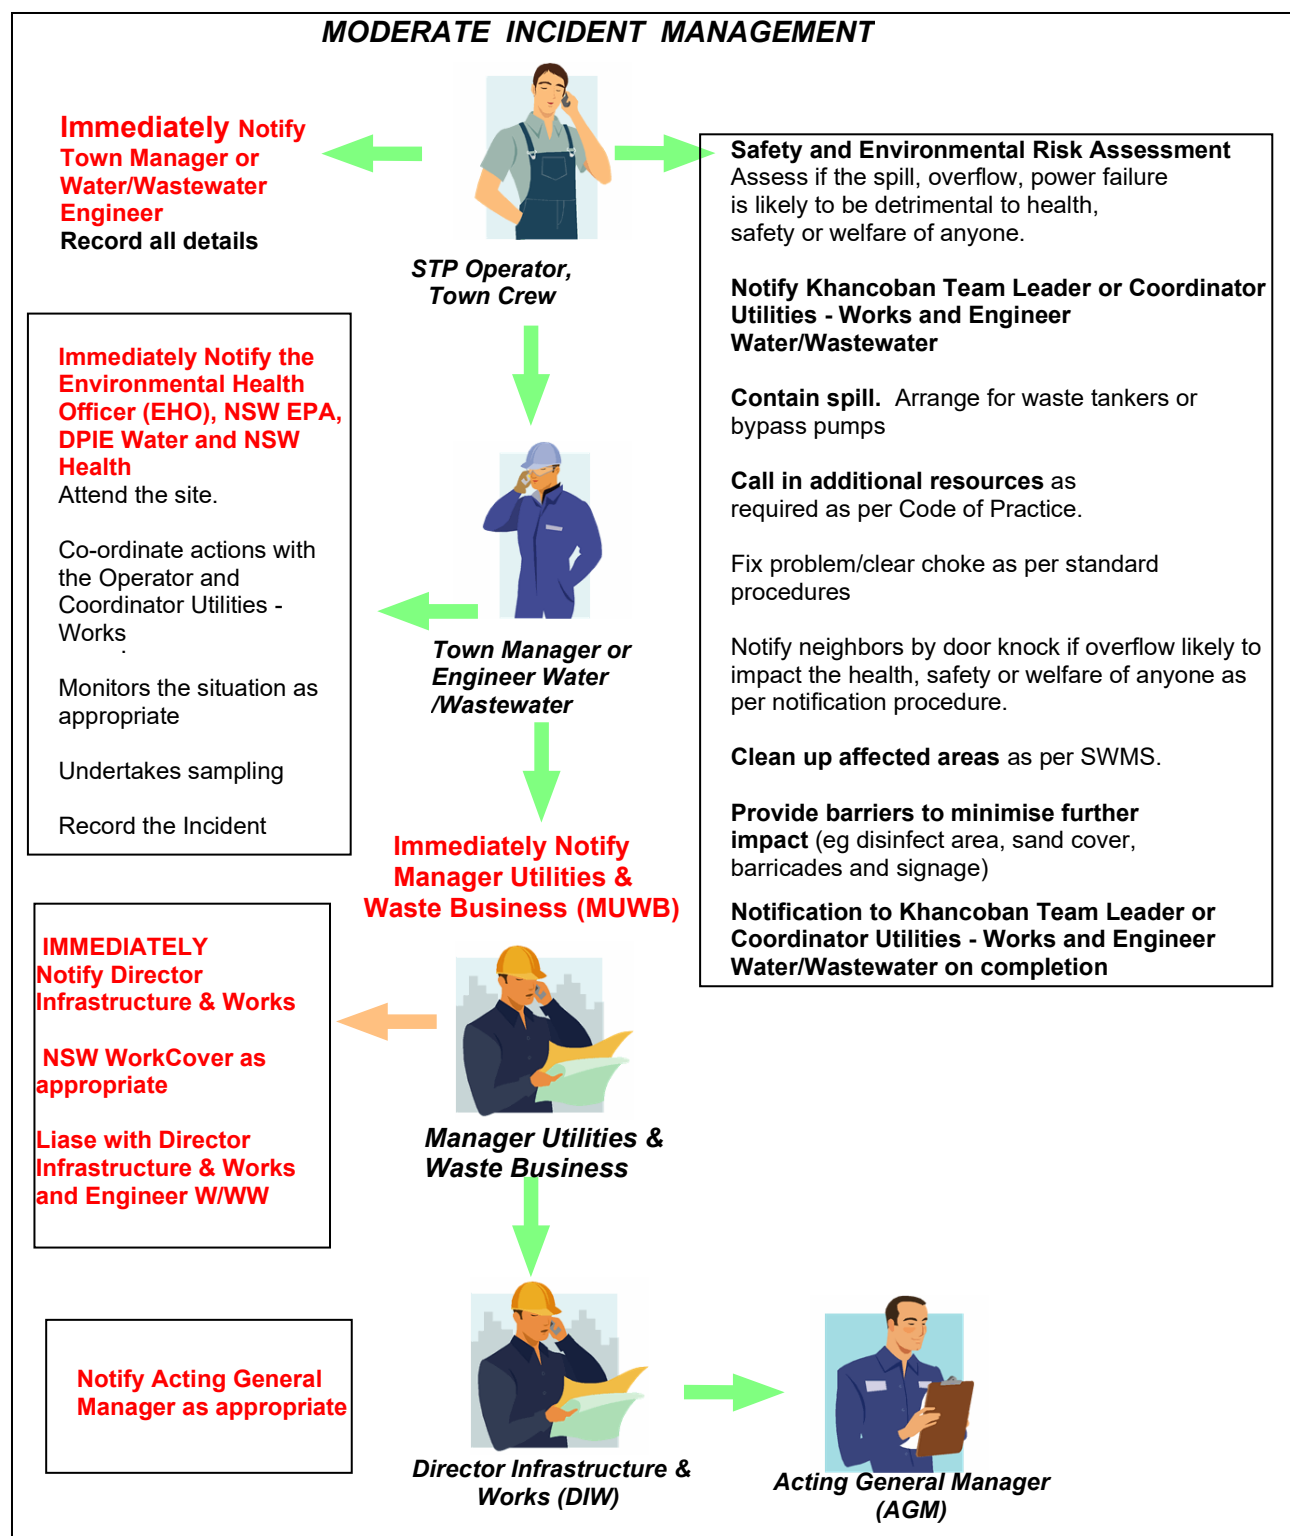 MODERATE INCIDENT MANAGEMENT
Immediately Notify
Town Manager or
Water/Wastewater
Engineer
Record all details
STP Operator,
Town Crew
Safety and Environmental Risk Assessment
Assess if the spill, overflow, power failure
is likely to be detrimental to health,
safety or welfare of anyone.
Notify Khancoban Team Leader or Coordinator
Utilities - Works and Engineer
Water/Wastewater
Contain spill. Arrange for waste tankers or
bypass pumps
Call in additional resources as
required as per Code of Practice.
Fix problem/clear choke as per standard
procedures
Notify neighbors by door knock if overflow likely to
impact the health, safety or welfare of anyone as
per notification procedure.
Clean up affected areas as per SWMS.
Provide barriers to minimise further
impact (eg disinfect area, sand cover,
barricades and signage)
Notification to Khancoban Team Leader or
Coordinator Utilities - Works and Engineer
Water/Wastewater on completion
Immediately Notify the
Environmental Health
Officer (EHO), NSW EPA,
DPIE Water and NSW
Health
Attend the site.
Co-ordinate actions with
the Operator and
Coordinator Utilities -
Works
.
Monitors the situation as
appropriate
Undertakes sampling
Record the Incident
Town Manager or
Engineer Water
/Wastewater
Immediately Notify
Manager Utilities &
Waste Business (MUWB)
IMMEDIATELY
Notify Director
Infrastructure & Works
NSW WorkCover as
appropriate
Liase with Director
Infrastructure & Works
and Engineer W/WW
Manager Utilities &
Waste Business
Notify Acting General
Manager as appropriate
Director Infrastructure &
Works (DIW)
Acting General Manager
(AGM)